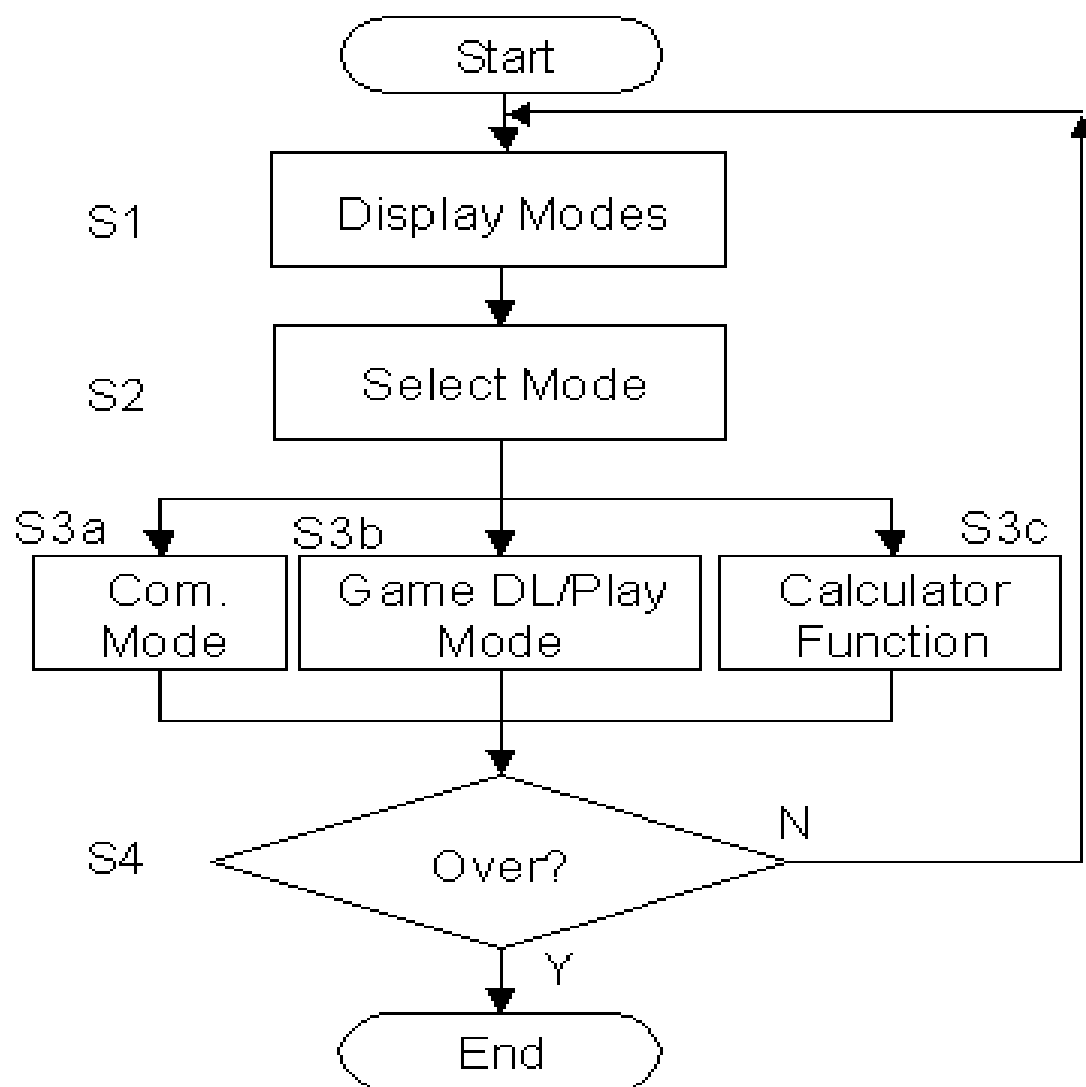 Start
S1
Display Modes
S2
Select Mode
S3a
S3b
S3c
Com.
Mode
Game DL/Play
Mode
Calculator
Function
S4
Over?
N
Y
End